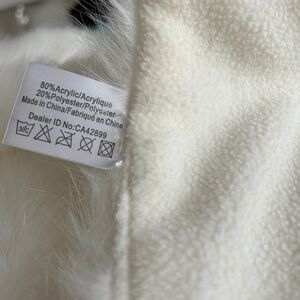 80%Acrylic/Acrylique
20%Polyester/Polyester
Made in China/Fabriqué en Chine
Dealer ID No:CA42899